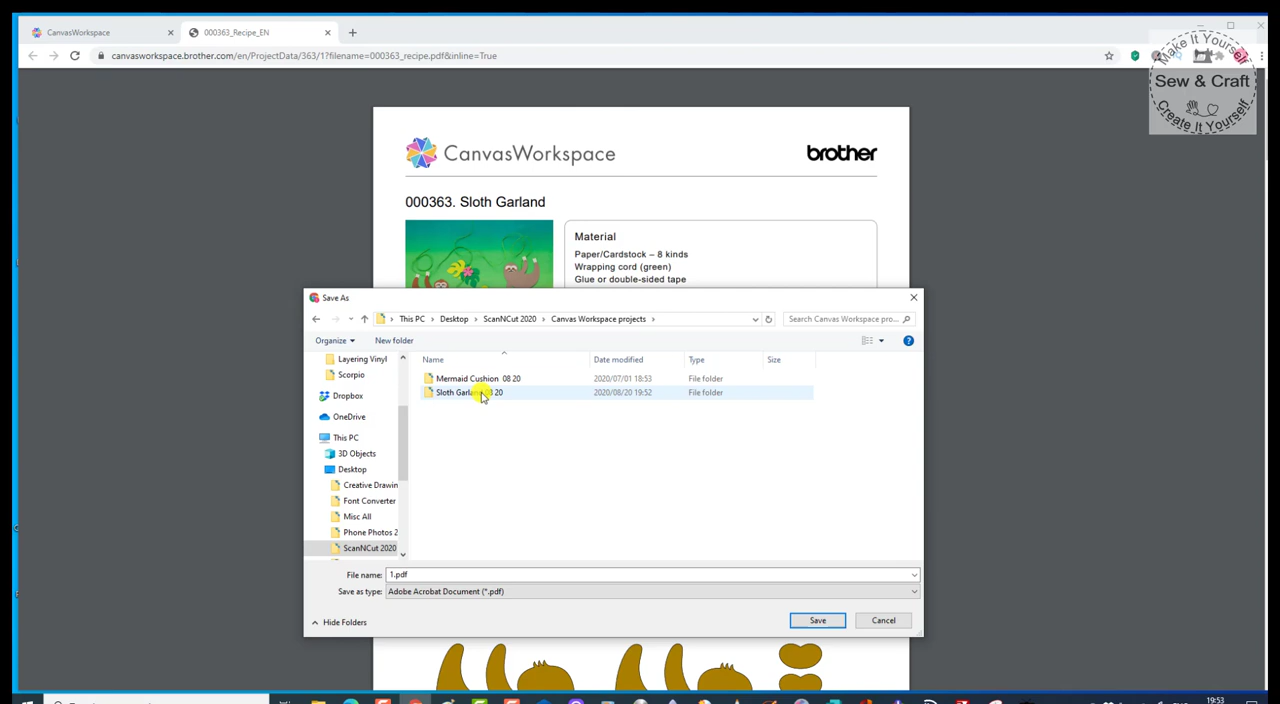 CanvasWorkspace
000363_Recipe_EN
canvasworkspace.brother.com/en/ProjectData/363/1?filename=000363_recipe.pdf&inline=True
Make It Yourself
Sew & Craft
Create It Yourself
CanvasWorkspace
brother
000363. Sloth Garland
Material
Paper/Cardstock – 8 kinds
Wrapping cord (green)
Glue or double-sided tape
Save As
This PC > Desktop > ScanNCut 2020 > Canvas Workspace projects >
Search Canvas Workspace pro...
Organize
New folder
Name
Date modified
Type
Size
Layering Vinyl
Scorpio
Dropbox
OneDrive
This PC
3D Objects
Desktop
Creative Drawin
Font Converter
Misc All
Phone Photos 2
ScanNCut 2020
Mermaid Cushion 08 20
2020/07/01 18:53
File folder
Sloth Garland 08 20
2020/08/20 19:52
File folder
File name:
1.pdf
Save as type:
Adobe Acrobat Document (*.pdf)
Hide Folders
Save
Cancel
19:53